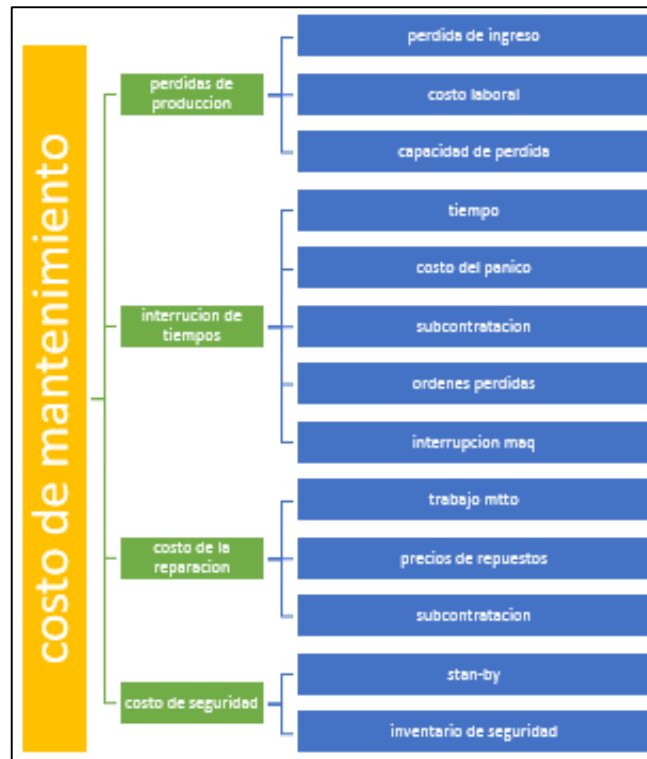 costo de mantenimiento
perdidas de
produccion
perdida de ingreso
costo laboral
capacidad de perdida
interrucion de
tiempos
tiempo
costo del panico
subcontratacion
ordenes perdidas
interrupcion maq
costo de la
reparacion
trabajo mtto
precios de repuestos
subcontratacion
costo de seguridad
stan-by
inventario de seguridad